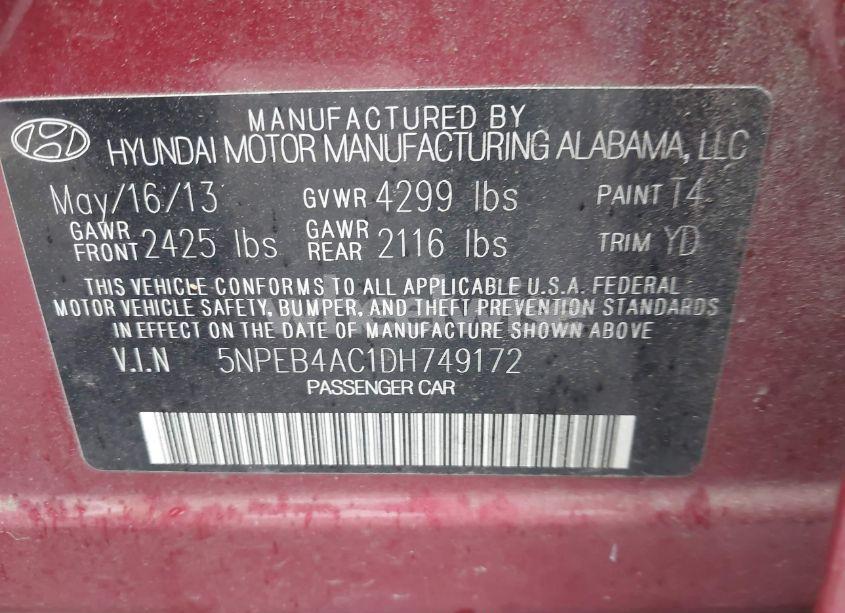 MANUFACTURED BY
HYUNDAI MOTOR MANUFACTURING ALABAMA, LLC
May/16/13 GVWR 4299 lbs PAINT T4
GAWR FRONT 2425 lbs GAWR REAR 2116 lbs TRIM YD
THIS VEHICLE CONFORMS TO ALL APPLICABLE U.S.A. FEDERAL
MOTOR VEHICLE SAFETY, BUMPER, AND THEFT PREVENTION STANDARDS
IN EFFECT ON THE DATE OF MANUFACTURE SHOWN ABOVE
V.I.N 5NPEB4AC1DH749172
PASSENGER CAR